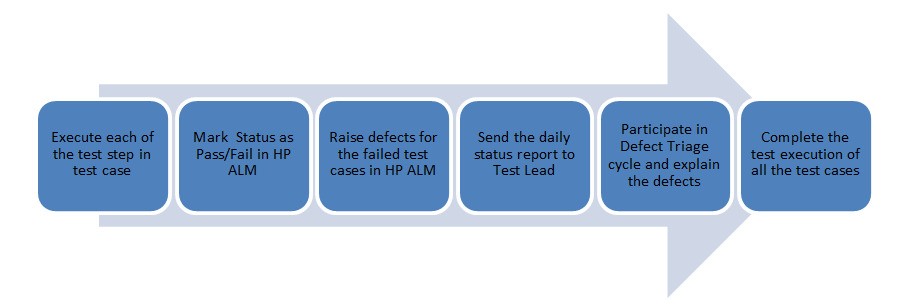 Execute each of
the test step in
test case
Mark Status as
Pass/Fail in HP
ALM
Raise defects for
the failed test
cases in HP ALM
Send the daily
status report to
Test Lead
Participate in
Defect Triage
cycle and explain
the defects
Complete the
test execution of
all the test cases